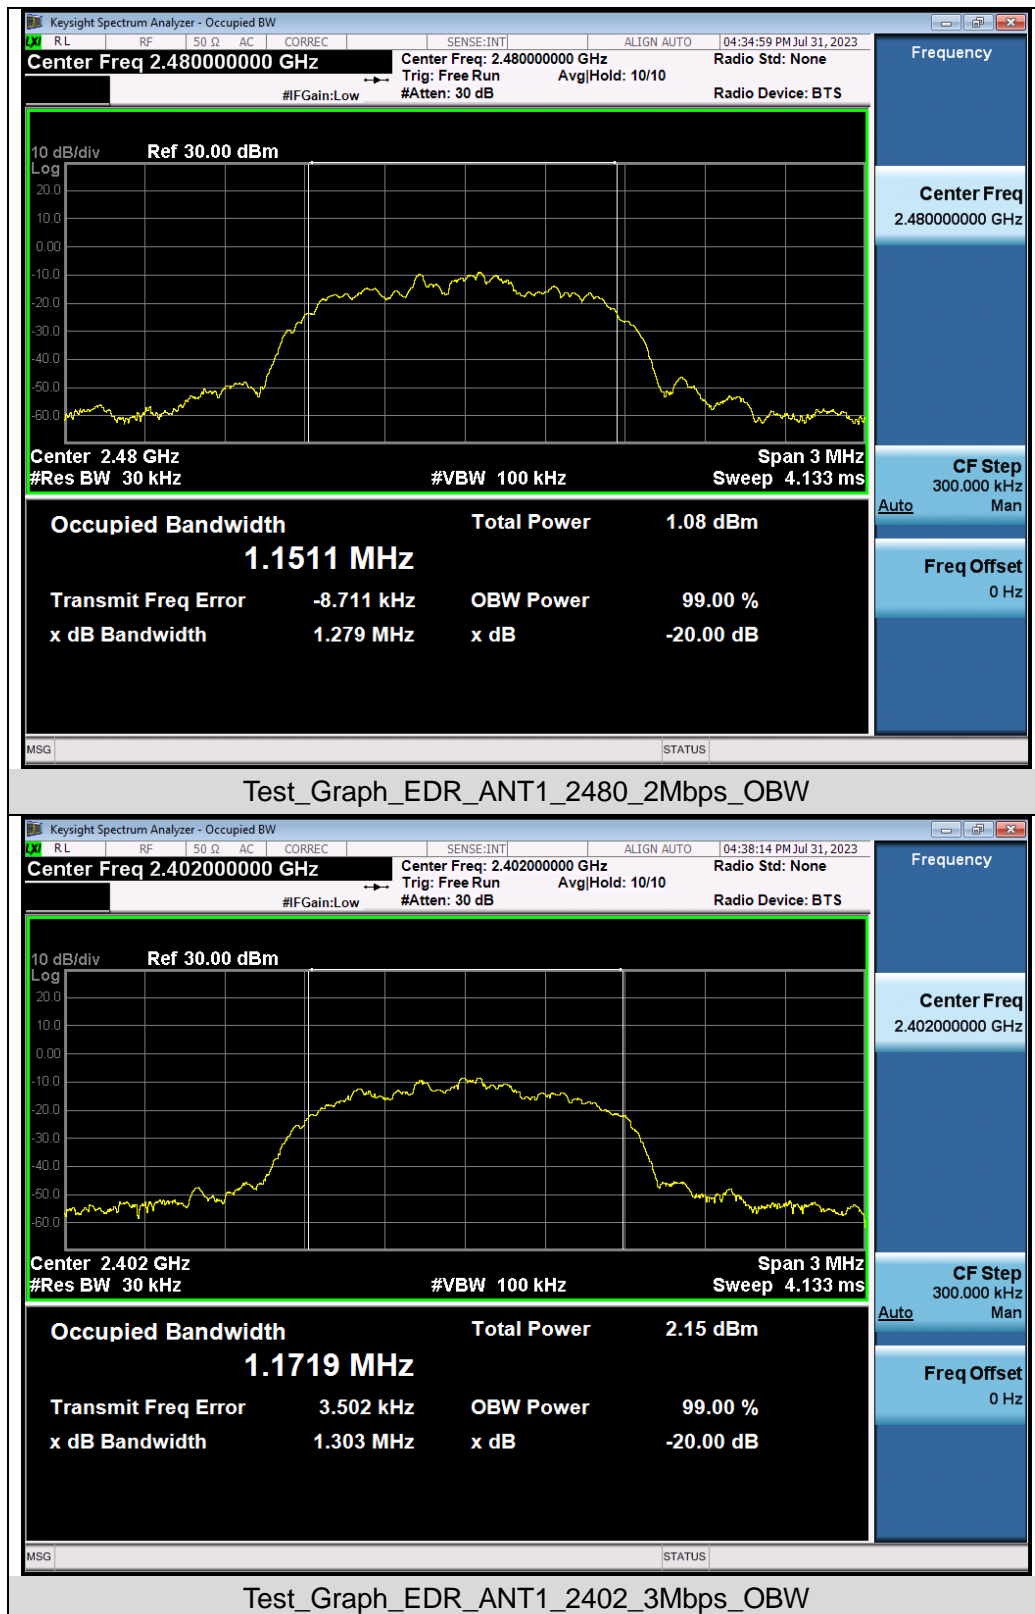 Keysight Spectrum Analyzer - Occupied BW
LXI RL RF 50 Ω AC CORREC SENSE:INT ALIGN AUTO 04:34:59 PM Jul 31, 2023
Center Freq 2.480000000 GHz
Center Freq: 2.480000000 GHz
Radio Std: None
Trig: Free Run Avg|Hold: 10/10
#IFGain:Low
#Atten: 30 dB
Radio Device: BTS
Frequency
10 dB/div Ref 30.00 dBm
Log
20.0
10.0
0.00
-10.0
-20.0
-30.0
-40.0
-50.0
-60.0
Center Freq
2.480000000 GHz
Center 2.48 GHz Span 3 MHz
#Res BW 30 kHz #VBW 100 kHz Sweep 4.133 ms
CF Step
300.000 kHz
Auto Man
Occupied Bandwidth Total Power 1.08 dBm
1.1511 MHz
Transmit Freq Error -8.711 kHz OBW Power 99.00 %
x dB Bandwidth 1.279 MHz x dB -20.00 dB
Freq Offset
0 Hz
MSG STATUS
Test_Graph_EDR_ANT1_2480_2Mbps_OBW
Keysight Spectrum Analyzer - Occupied BW
LXI RL RF 50 Ω AC CORREC SENSE:INT ALIGN AUTO 04:38:14 PM Jul 31, 2023
Center Freq 2.402000000 GHz
Center Freq: 2.402000000 GHz
Radio Std: None
Trig: Free Run Avg|Hold: 10/10
#IFGain:Low
#Atten: 30 dB
Radio Device: BTS
Frequency
10 dB/div Ref 30.00 dBm
Log
20.0
10.0
0.00
-10.0
-20.0
-30.0
-40.0
-50.0
-60.0
Center Freq
2.402000000 GHz
Center 2.402 GHz Span 3 MHz
#Res BW 30 kHz #VBW 100 kHz Sweep 4.133 ms
CF Step
300.000 kHz
Auto Man
Occupied Bandwidth Total Power 2.15 dBm
1.1719 MHz
Transmit Freq Error 3.502 kHz OBW Power 99.00 %
x dB Bandwidth 1.303 MHz x dB -20.00 dB
Freq Offset
0 Hz
MSG STATUS
Test_Graph_EDR_ANT1_2402_3Mbps_OBW